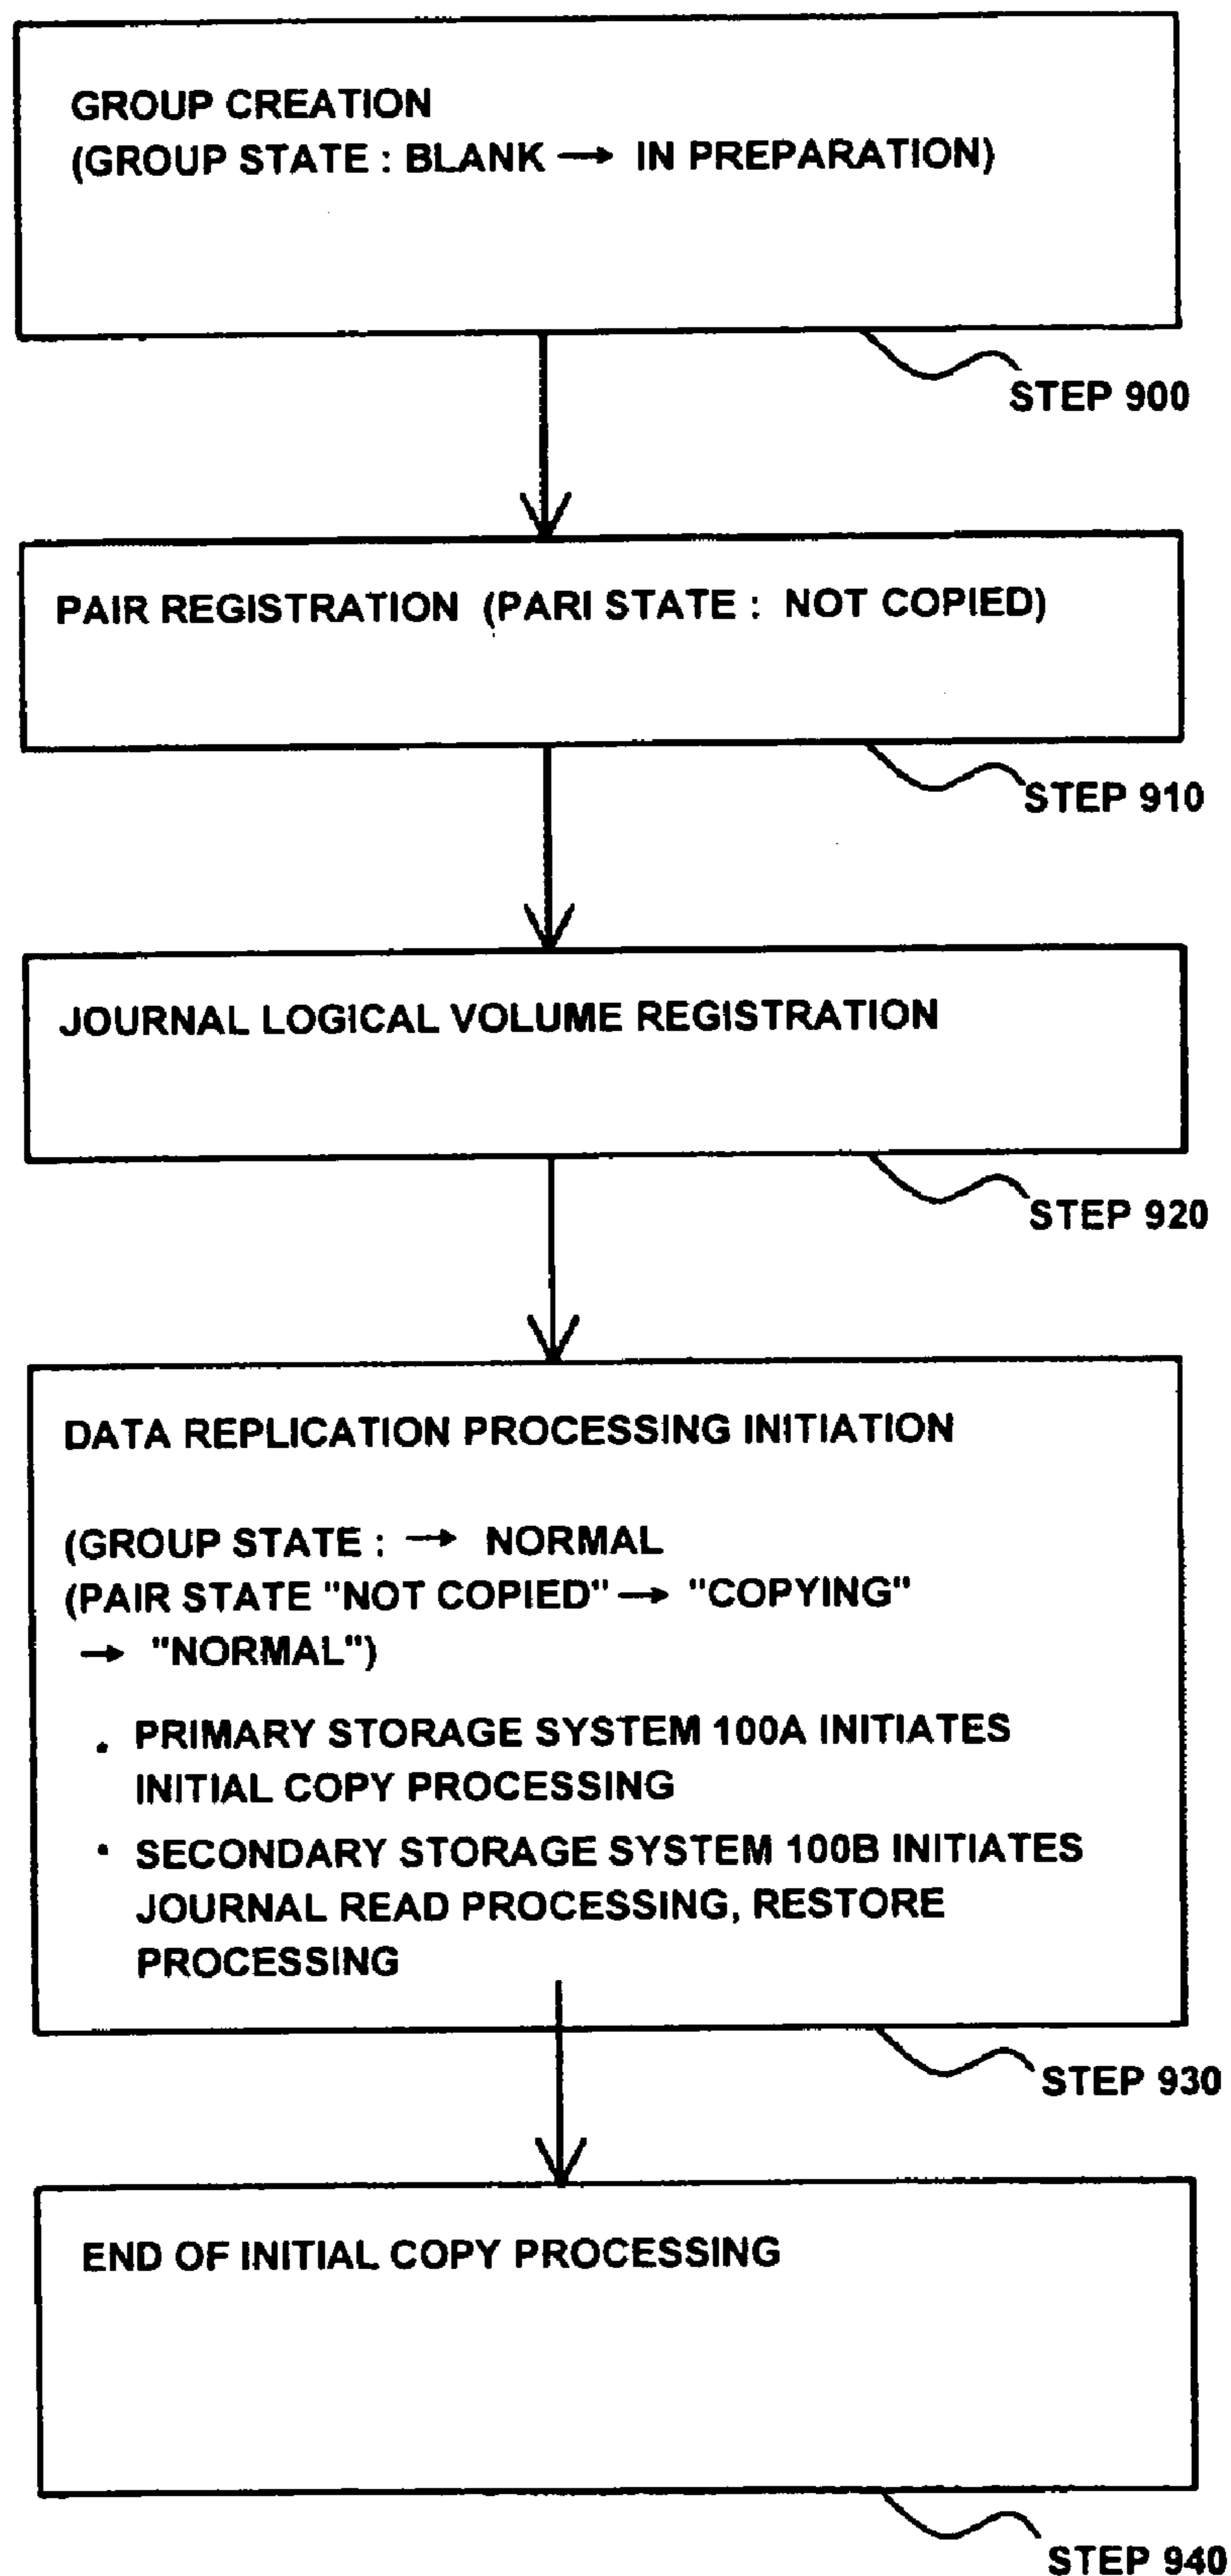 GROUP CREATION
(GROUP STATE : BLANK → IN PREPARATION)
STEP 900
PAIR REGISTRATION (PARI STATE : NOT COPIED)
STEP 910
JOURNAL LOGICAL VOLUME REGISTRATION
STEP 920
DATA REPLICATION PROCESSING INITIATION
(GROUP STATE : → NORMAL
(PAIR STATE "NOT COPIED" → "COPYING"
→ "NORMAL")
· PRIMARY STORAGE SYSTEM 100A INITIATES
INITIAL COPY PROCESSING
· SECONDARY STORAGE SYSTEM 100B INITIATES
JOURNAL READ PROCESSING, RESTORE
PROCESSING
STEP 930
END OF INITIAL COPY PROCESSING
STEP 940